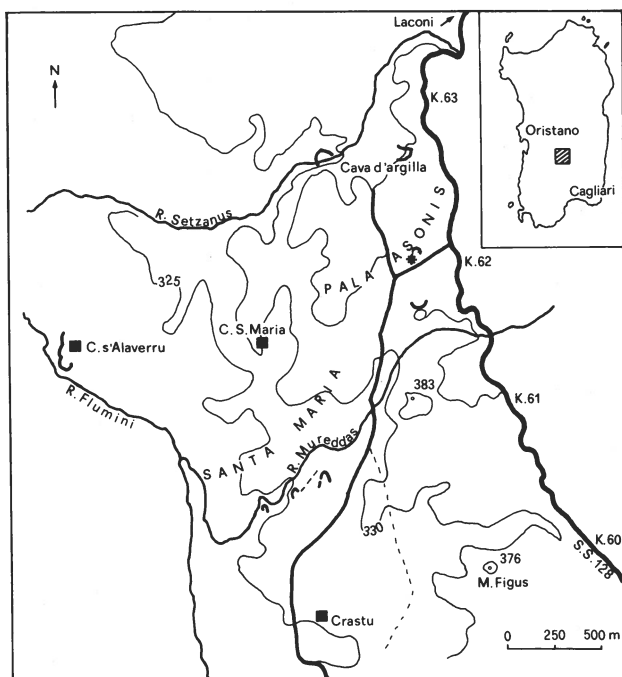 Laconi
N
K.63
Oristano
Cagliari
Cava d'argilla
R. Setzanus
PALA ASONIS
K.62
325
C.S.Maria
C. s'Alaverru
R. Flumini
383
K.61
SANTA MARIA
R. Mureddas
330
K.60
S.S.128
376
M. Figus
Crastu
0 250 500 m